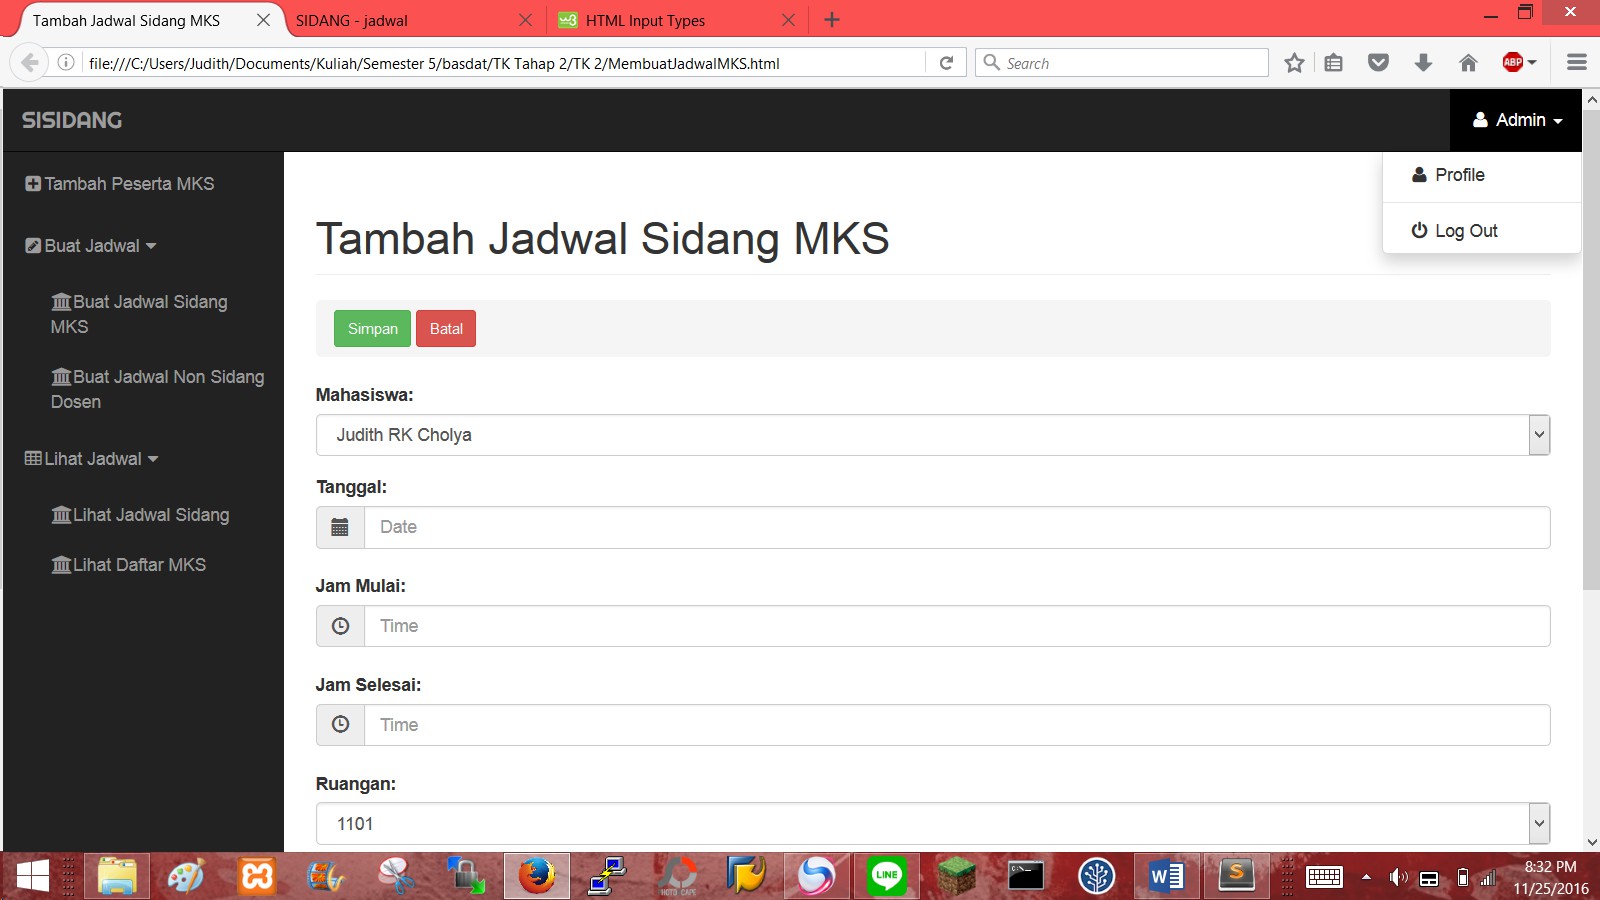 Tambah Jadwal Sidang MKS
SIDANG - jadwal
w3 HTML Input Types
file:///C:/Users/Judith/Documents/Kuliah/Semester 5/basdat/TK Tahap 2/TK 2/MembuatJadwalMKS.html
Search
ABP
SISIDANG
Admin
Profile
Log Out
Tambah Peserta MKS
Buat Jadwal
Buat Jadwal Sidang
MKS
Buat Jadwal Non Sidang
Dosen
Lihat Jadwal
Lihat Jadwal Sidang
Lihat Daftar MKS
Tambah Jadwal Sidang MKS
Simpan Batal
Mahasiswa:
Judith RK Cholya
Tanggal:
Date
Jam Mulai:
Time
Jam Selesai:
Time
Ruangan:
1101
LINE
8:32 PM
11/25/2016